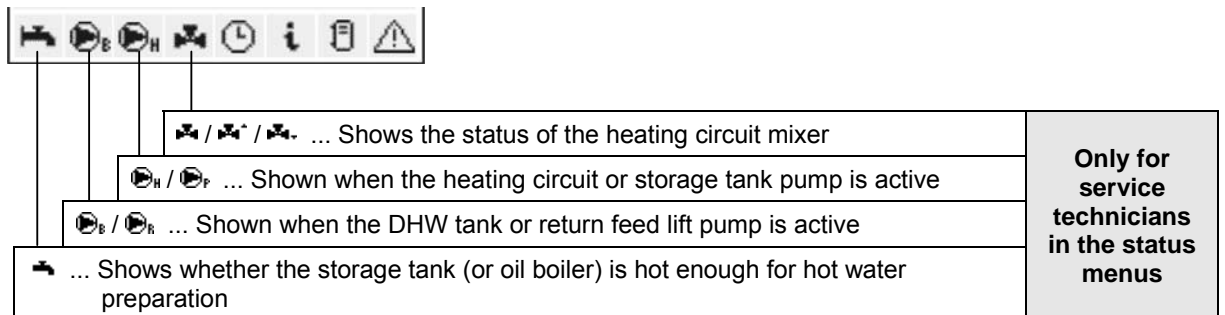 B H i
/ / ... Shows the status of the heating circuit mixer
H / P ... Shown when the heating circuit or storage tank pump is active
B / R ... Shown when the DHW tank or return feed lift pump is active
... Shows whether the storage tank (or oil boiler) is hot enough for hot water
preparation
Only for
service
technicians
in the status
menus